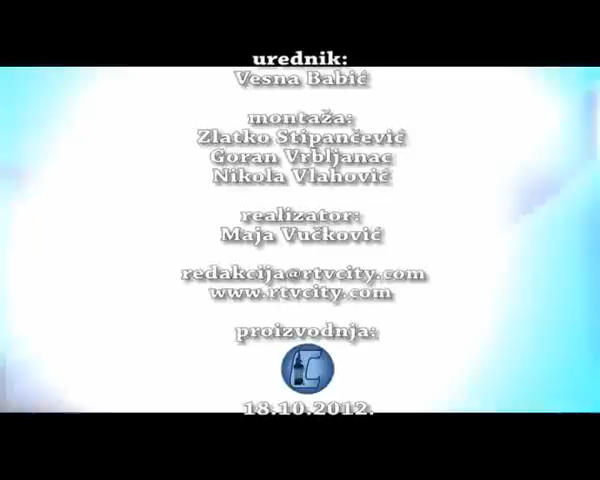 urednik:
Vesna Babić
montaža:
Zlatko Stipančević
Goran Vrbljanac
Nikola Vlahović
realizator:
Maja Vučković
redakcija@rtvcity.com
www.rtvcity.com
proizvodnja:
C
18.10.2012.